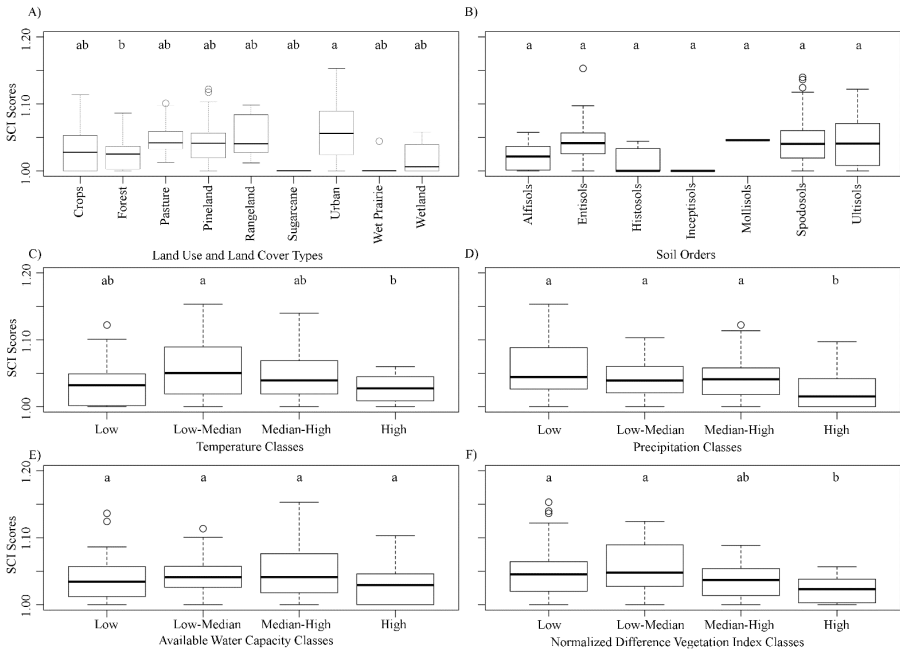 A)
1.20
1.10
1.00
SCI Scores
ab b ab ab ab ab a ab ab
Crops
Forest
Pasture
Pineland
Rangeland
Sugarcane
Urban
Wet Prairie
Wetland
Land Use and Land Cover Types
B)
a a a a a a a
Alfisols
Entisols
Histosols
Inceptisols
Mollisols
Spodosols
Ultisols
Soil Orders
C)
1.20
1.10
1.00
SCI Scores
ab a ab b
Low Low-Median Median-High High
Temperature Classes
D)
a a a b
Low Low-Median Median-High High
Precipitation Classes
E)
1.20
1.10
1.00
SCI Scores
a a a a
Low Low-Median Median-High High
Available Water Capacity Classes
F)
a a ab b
Low Low-Median Median-High High
Normalized Difference Vegetation Index Classes